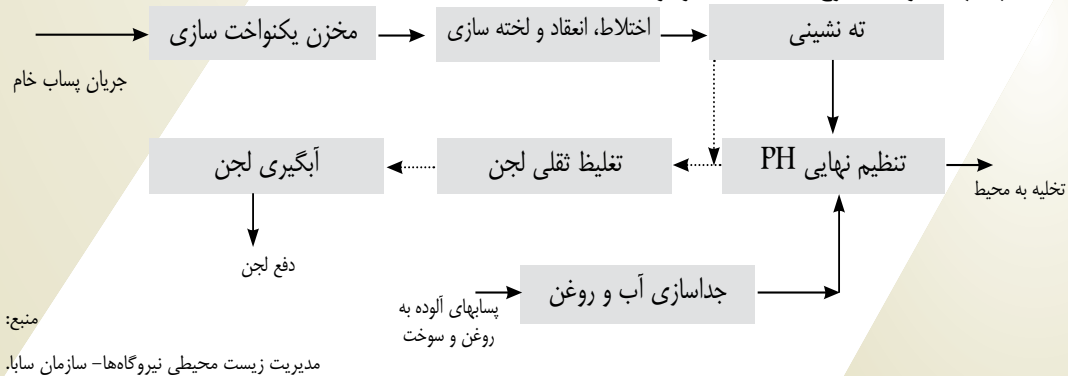 جریان پساب خام
مخزن یکنواخت سازی
اختلاط، انعقاد و لخته سازی
ته نشینی
تنظیم نهایی PH
تخلیه به محیط
تغلیظ ثقلی لجن
آبگیری لجن
دفع لجن
پسابهای آلوده به
روغن و سوخت
جداسازی آب و روغن
منبع:
مدیریت زیست محیطی نیروگاه‌ها- سازمان سابا.